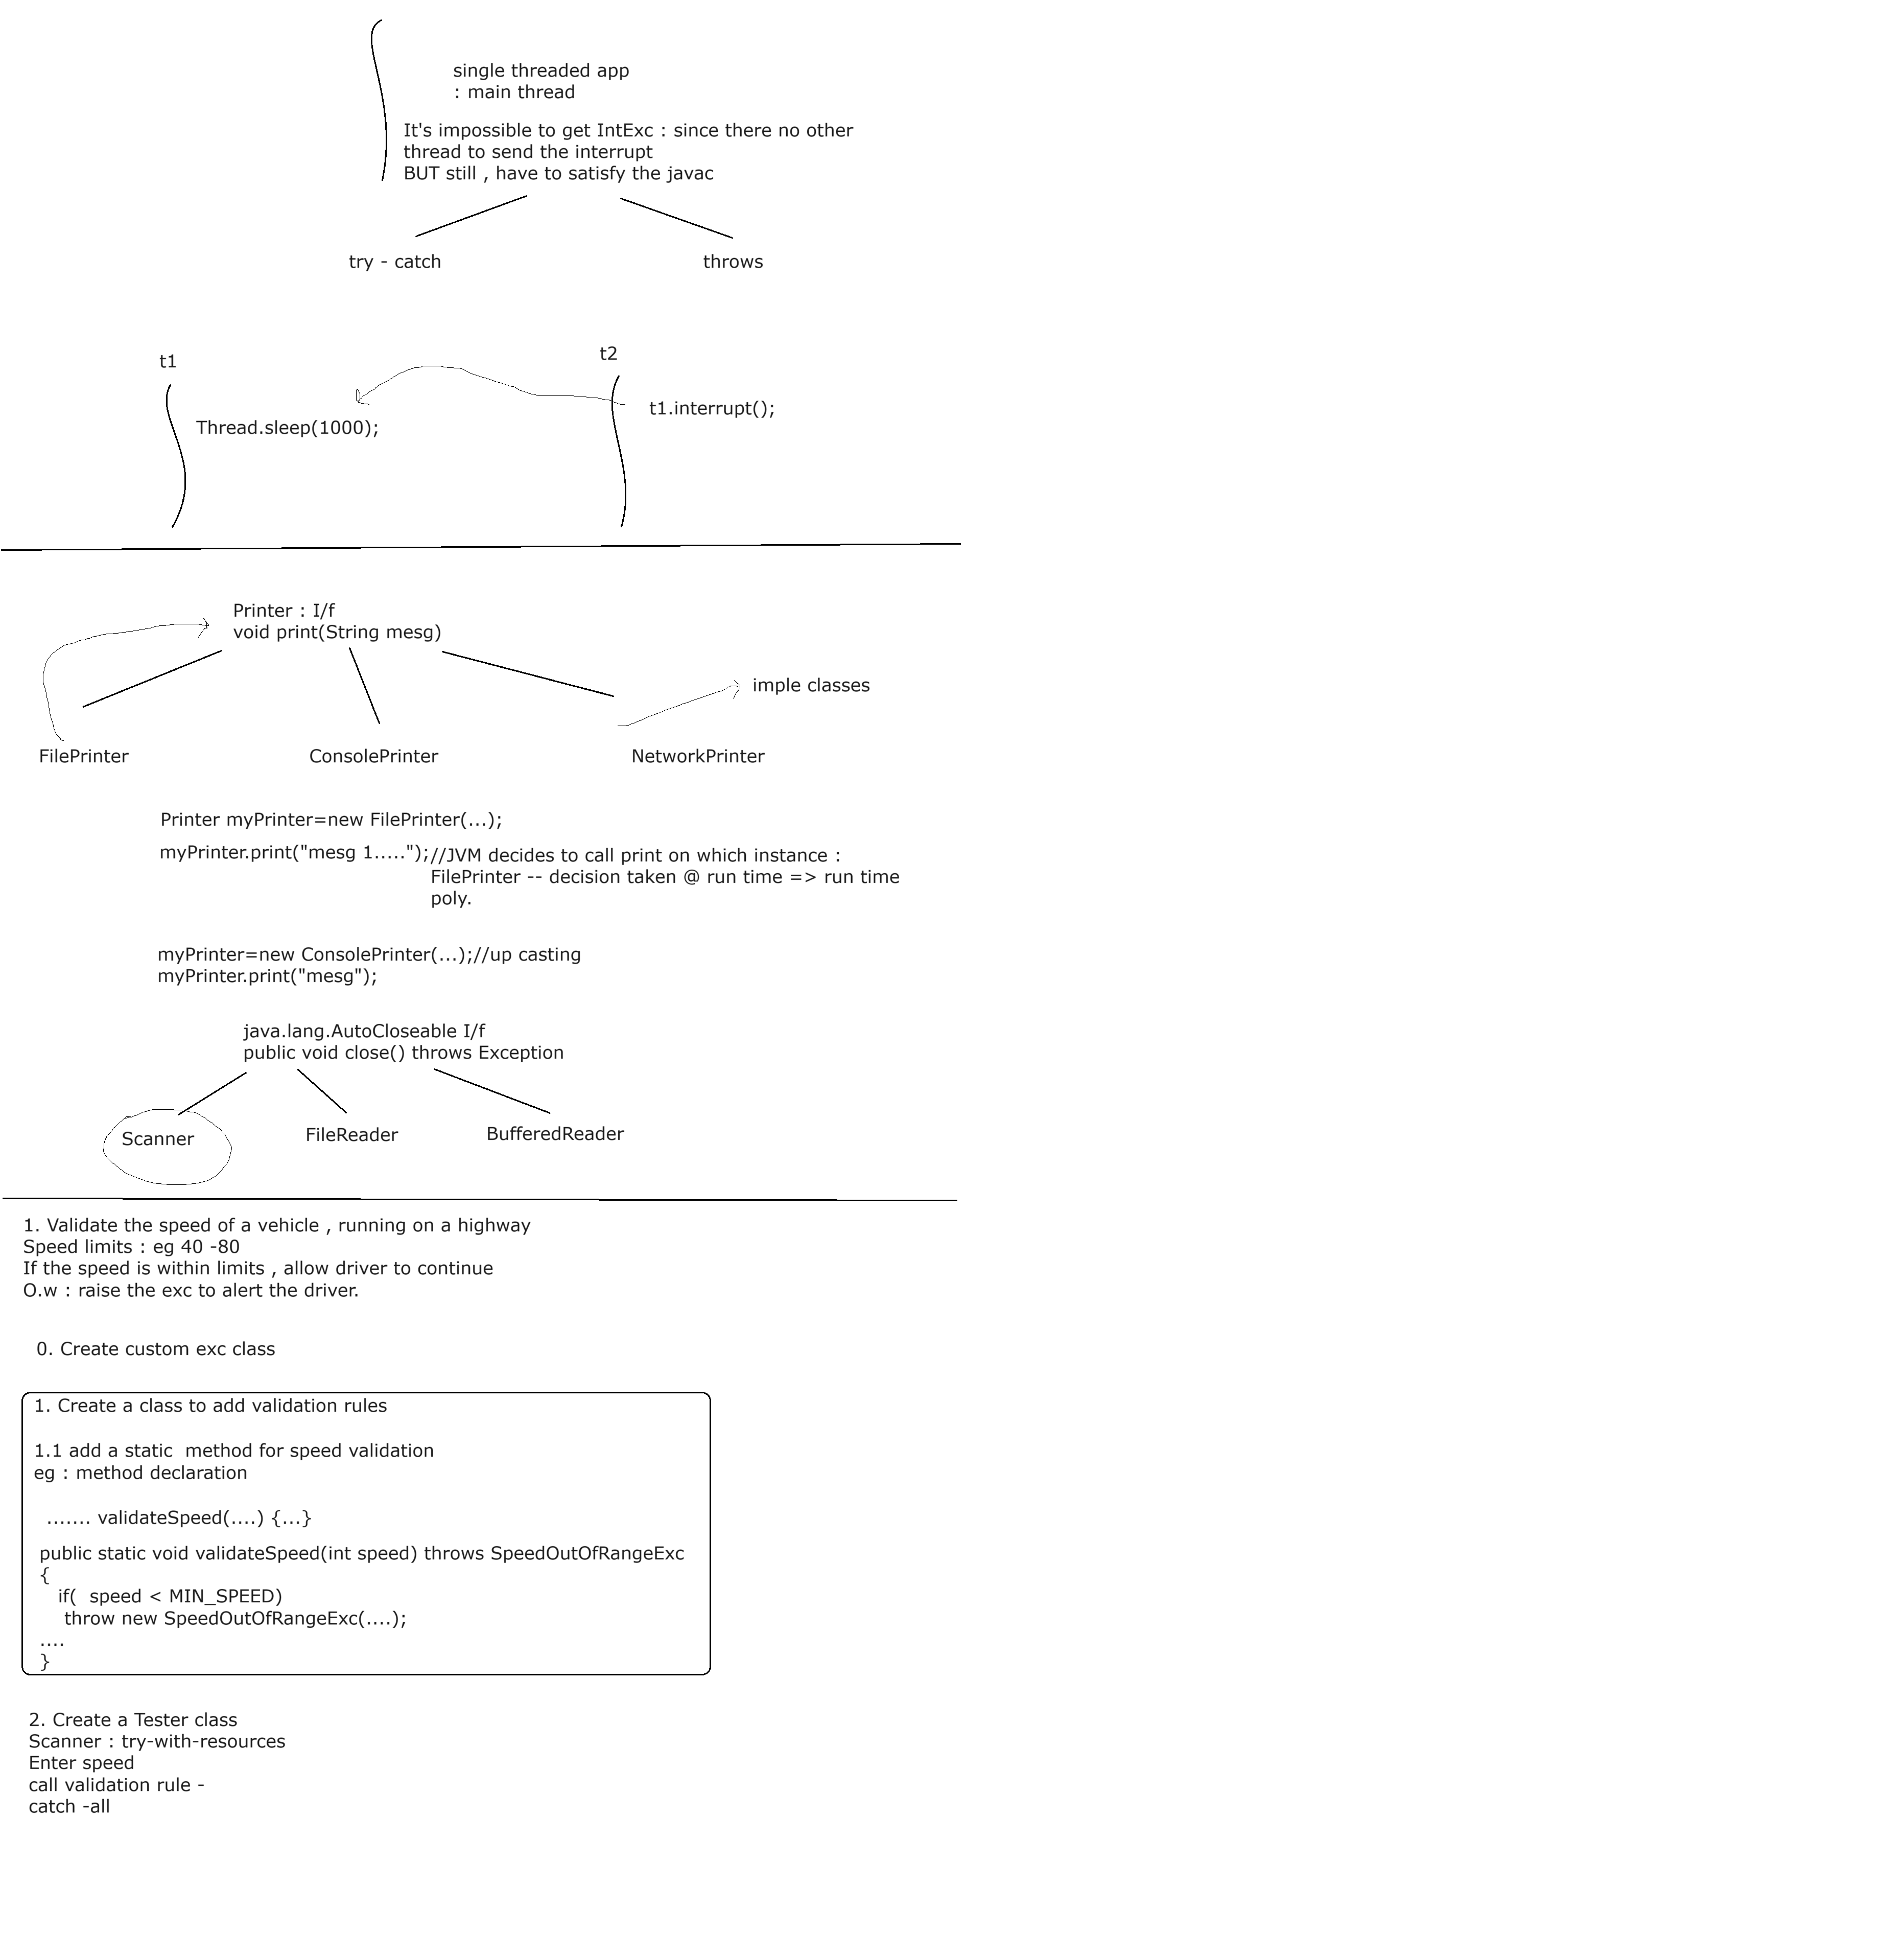 single threaded app
: main thread
It's impossible to get IntExc : since there no other
thread to send the interrupt
BUT still , have to satisfy the javac
try - catch
throws
t1
t2
t1.interrupt();
Thread.sleep(1000);
Printer : I/f
void print(String mesg)
imple classes
FilePrinter
ConsolePrinter
NetworkPrinter
Printer myPrinter=new FilePrinter(...);
myPrinter.print("mesg 1.....");//JVM decides to call print on which instance :
FilePrinter -- decision taken @ run time => run time
poly.
myPrinter=new ConsolePrinter(...);//up casting
myPrinter.print("mesg");
java.lang.AutoCloseable I/f
public void close() throws Exception
Scanner
FileReader
BufferedReader
1. Validate the speed of a vehicle , running on a highway
Speed limits : eg 40 -80
If the speed is within limits , allow driver to continue
O.w : raise the exc to alert the driver.
0. Create custom exc class
1. Create a class to add validation rules
1.1 add a static  method for speed validation
eg : method declaration
....... validateSpeed(....) {...}
public static void validateSpeed(int speed) throws SpeedOutOfRangeExc
{
if(  speed < MIN_SPEED)
throw new SpeedOutOfRangeExc(....);
....
}
2. Create a Tester class
Scanner : try-with-resources
Enter speed
call validation rule -
catch -all